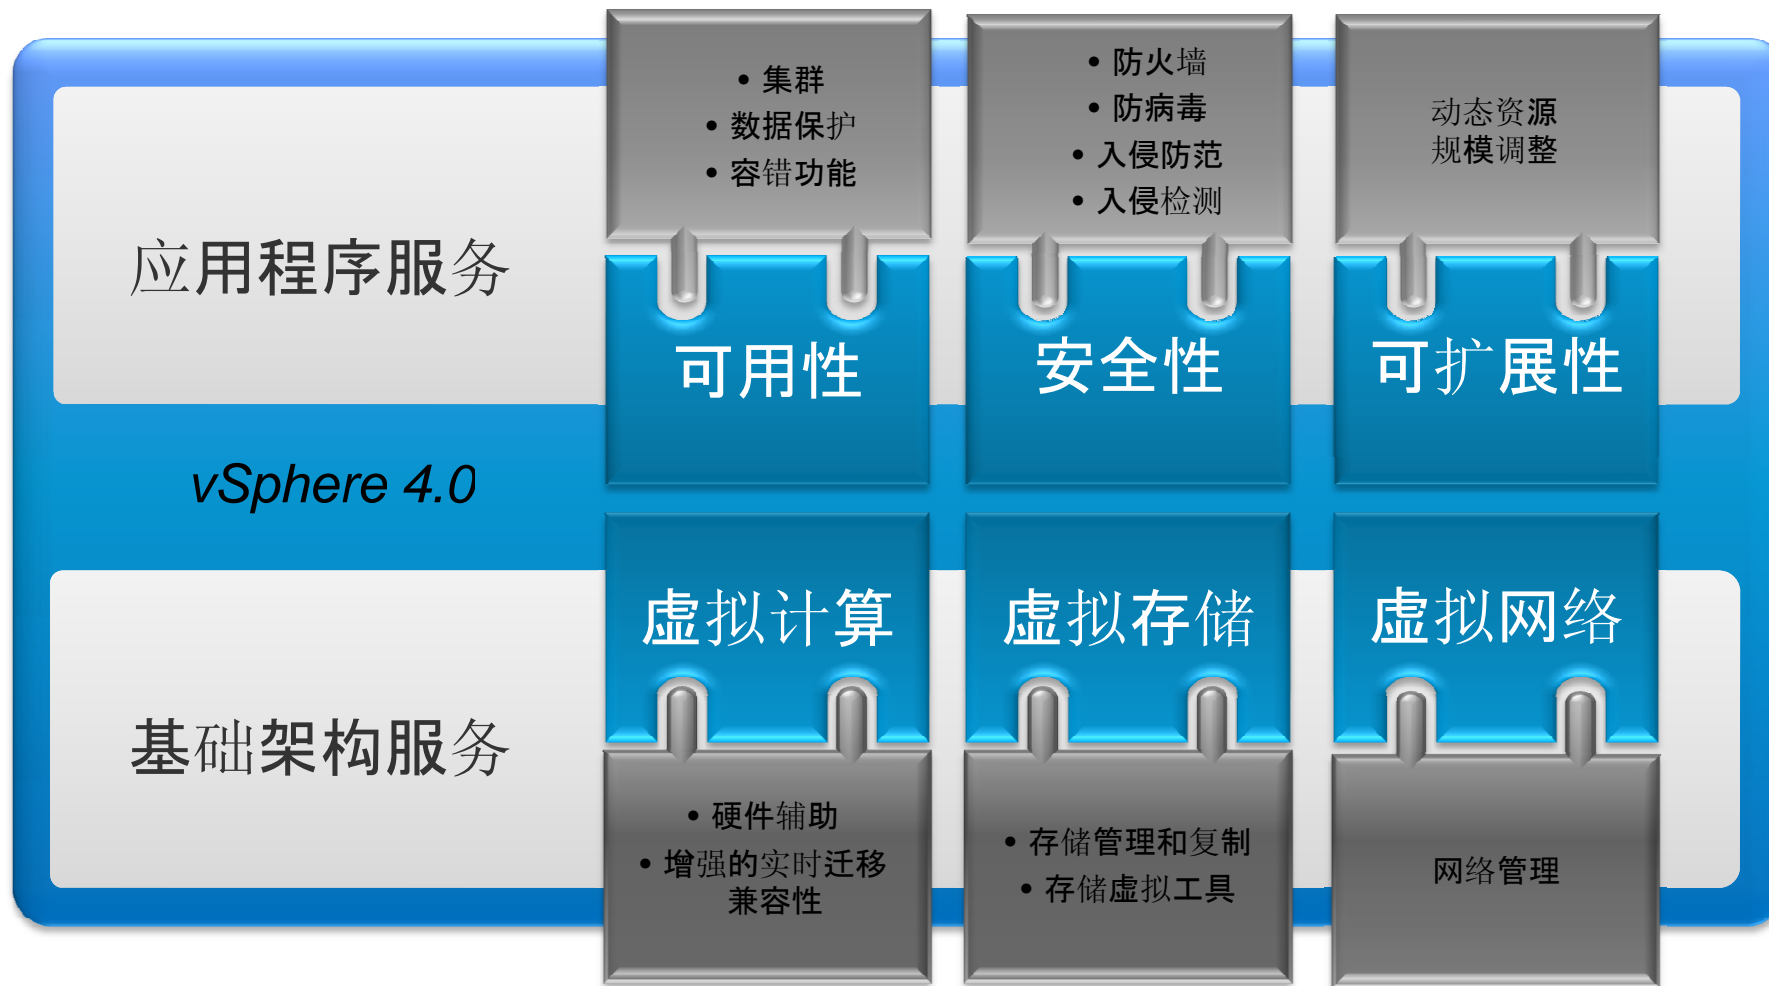 • 集群
• 数据保护
• 容错功能
• 防火墙
• 防病毒
• 入侵防范
• 入侵检测
动态资源
规模调整
应用程序服务
可用性
安全性
可扩展性
vSphere 4.0
虚拟计算
虚拟存储
虚拟网络
基础架构服务
• 硬件辅助
• 增强的实时迁移
兼容性
• 存储管理和复制
• 存储虚拟工具
网络管理